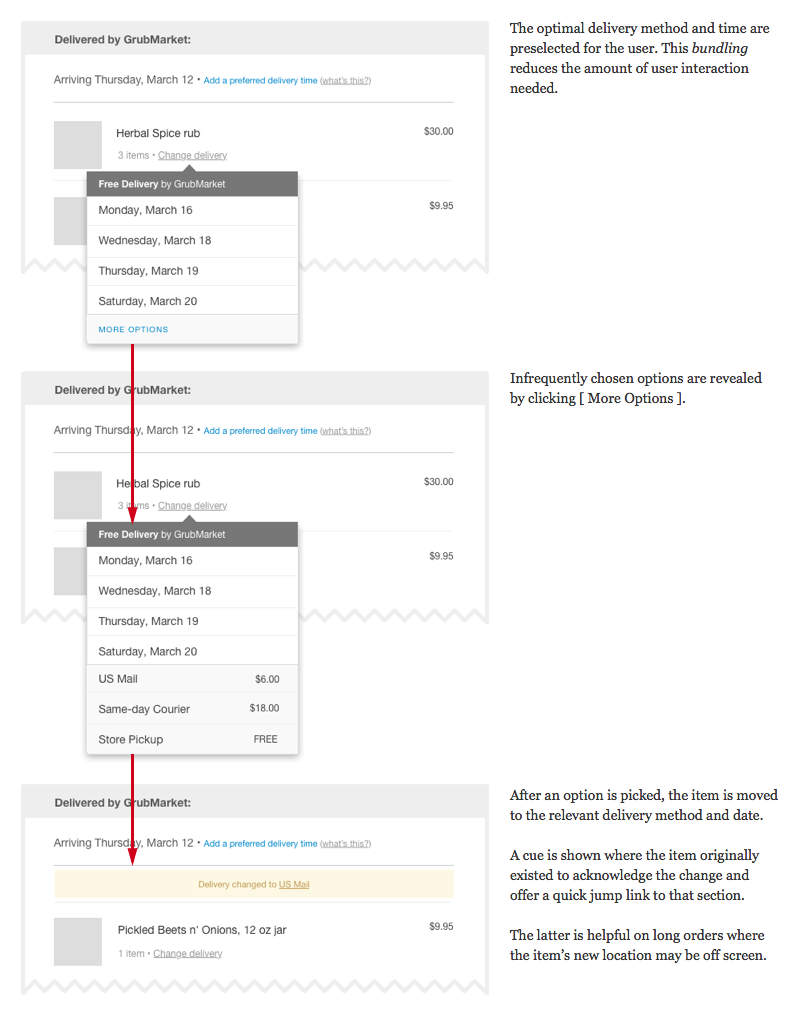 Delivered by GrubMarket:
Arriving Thursday, March 12 • Add a preferred delivery time (what's this?)
Herbal Spice rub
$30.00
3 items • Change delivery
Free Delivery by GrubMarket
Monday, March 16
$9.95
Wednesday, March 18
Thursday, March 19
Saturday, March 20
MORE OPTIONS
The optimal delivery method and time are
preselected for the user. This bundling
reduces the amount of user interaction
needed.
Delivered by GrubMarket:
Arriving Thursday, March 12 • Add a preferred delivery time (what's this?)
Herbal Spice rub
$30.00
3 items • Change delivery
Free Delivery by GrubMarket
Monday, March 16
$9.95
Wednesday, March 18
Thursday, March 19
Saturday, March 20
US Mail $6.00
Same-day Courier $18.00
Store Pickup FREE
Infrequently chosen options are revealed
by clicking [ More Options ].
Delivered by GrubMarket:
Arriving Thursday, March 12 • Add a preferred delivery time (what's this?)
Delivery changed to US Mail
Pickled Beets n' Onions, 12 oz jar
$9.95
1 item • Change delivery
After an option is picked, the item is moved
to the relevant delivery method and date.
A cue is shown where the item originally
existed to acknowledge the change and
offer a quick jump link to that section.
The latter is helpful on long orders where
the item's new location may be off screen.